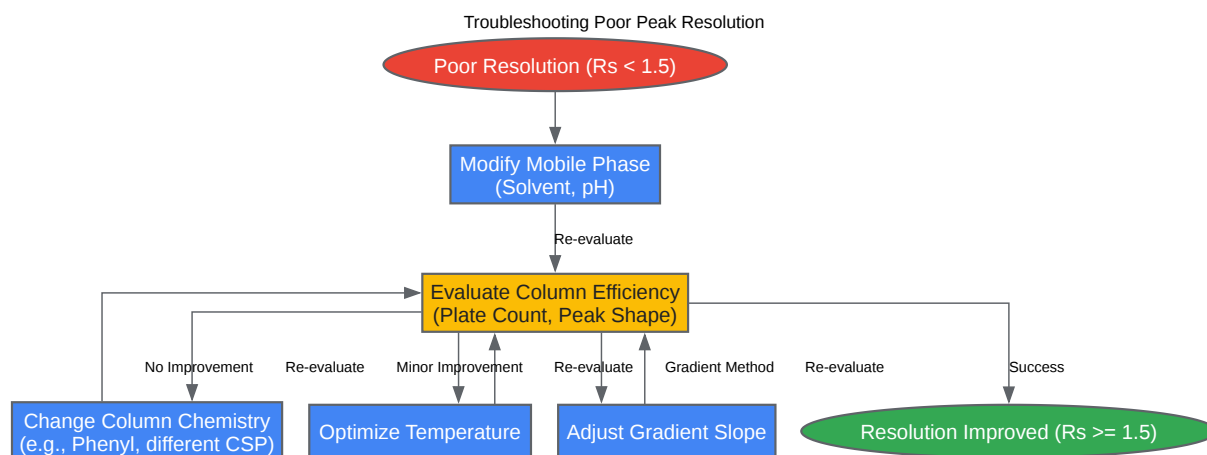 Troubleshooting Poor Peak Resolution
Poor Resolution (Rs < 1.5)
Modify Mobile Phase
(Solvent, pH)
Re-evaluate
Evaluate Column Efficiency
(Plate Count, Peak Shape)
No Improvement
Re-evaluate
Minor Improvement
Re-evaluate
Gradient Method
Re-evaluate
Success
Change Column Chemistry
(e.g., Phenyl, different CSP)
Optimize Temperature
Adjust Gradient Slope
Resolution Improved (Rs >= 1.5)